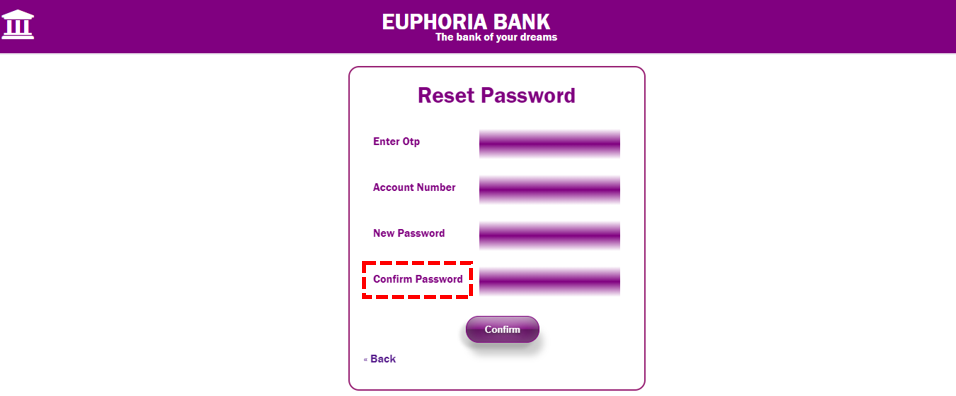 EUPHORIA BANK
The bank of your dreams
Reset Password
Enter Otp
Account Number
New Password
Confirm Password
Confirm
« Back